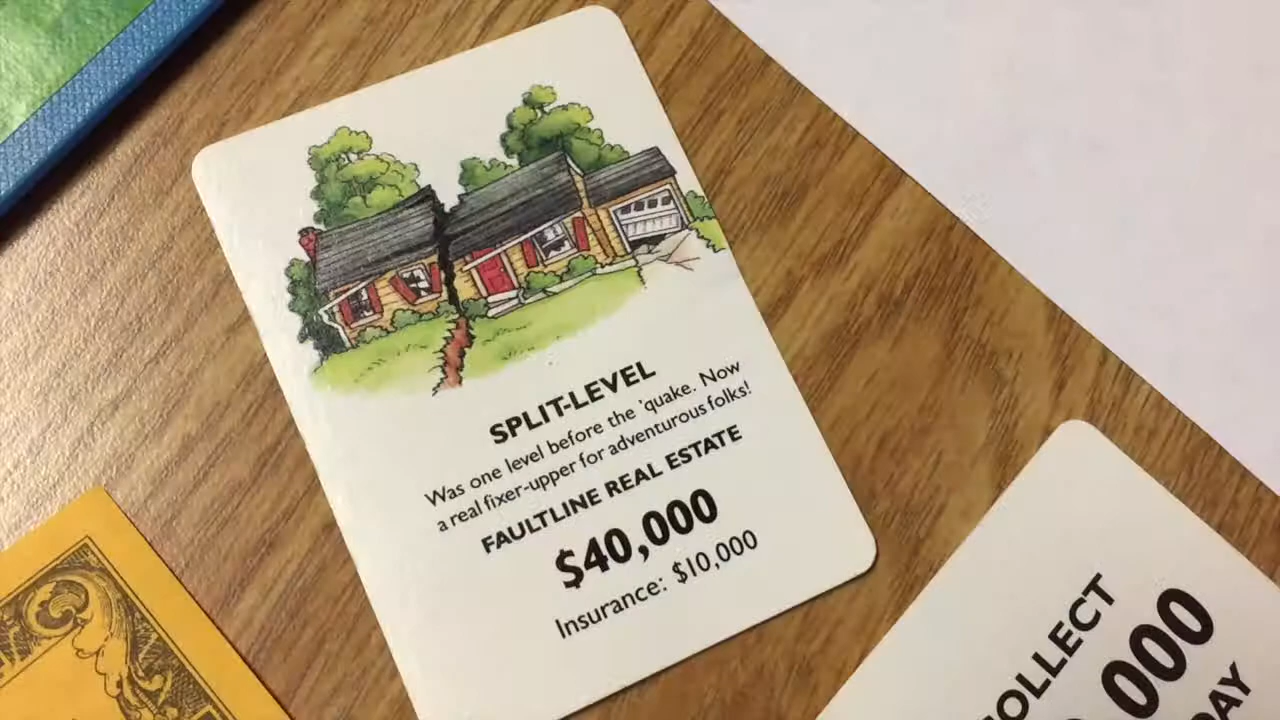 SPLIT-LEVEL
Was one level before the 'quake. Now
a real fixer-upper for adventurous folks!
FAULTLINE REAL ESTATE
$40,000
Insurance: $10,000
COLLECT
000
DAY